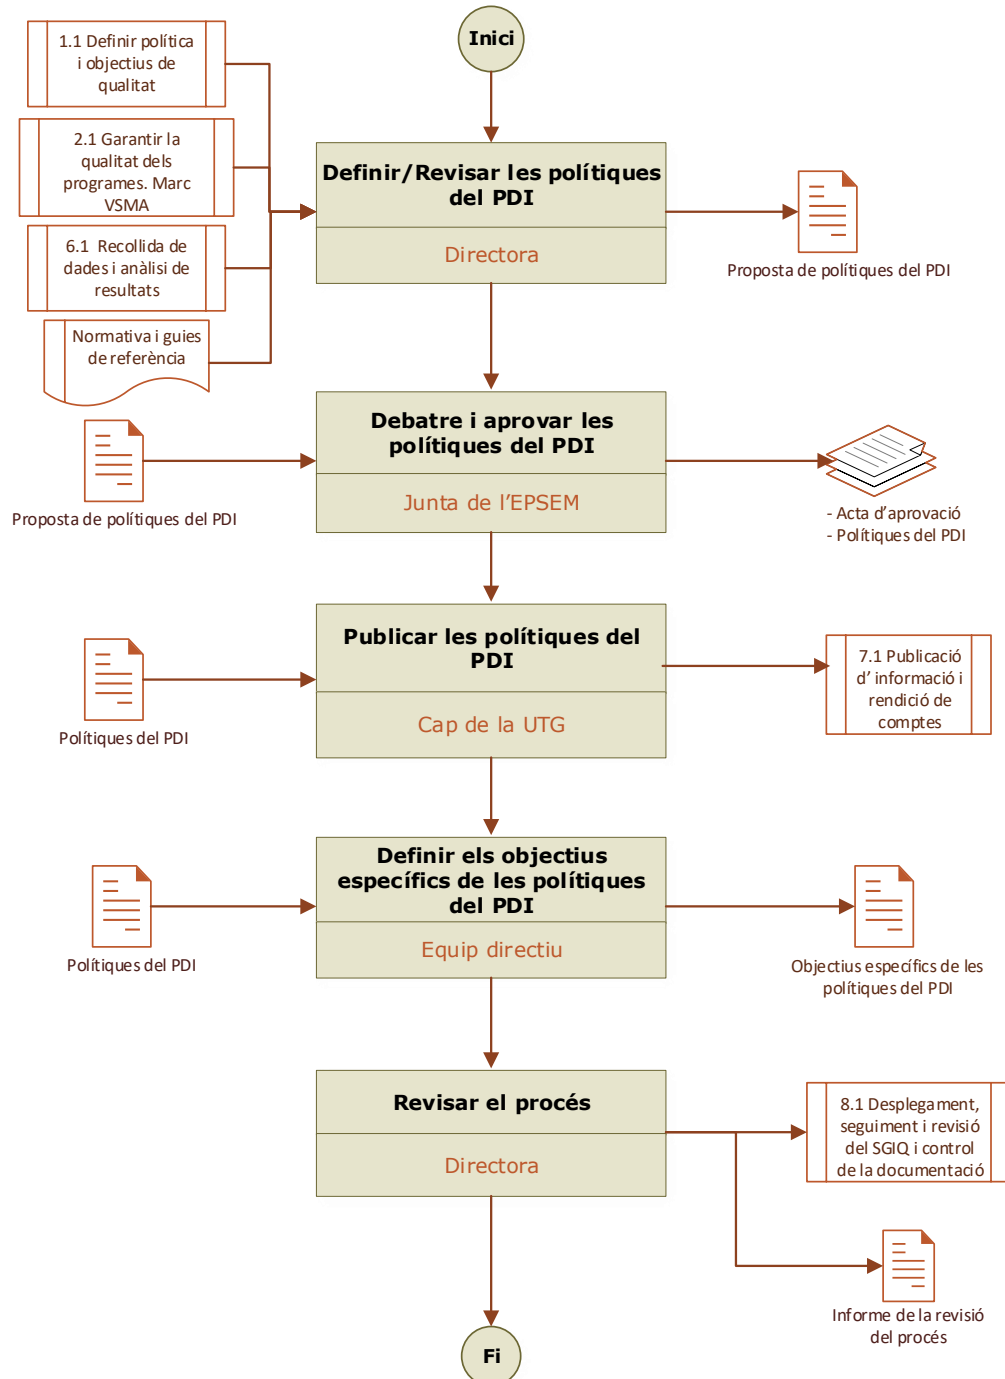 Inici
1.1 Definir política
i objectius de
qualitat
2.1 Garantir la
qualitat dels
programes. Marc
VSMA
6.1 Recollida de
dades i anàlisi de
resultats
Normativa i guies
de referència
Definir/Revisar les polítiques
del PDI
Directora
Proposta de polítiques del PDI
Proposta de polítiques del PDI
Debatre i aprovar les
polítiques del PDI
Junta de l’EPSEM
- Acta d’aprovació
- Polítiques del PDI
Polítiques del PDI
Publicar les polítiques del
PDI
Cap de la UTG
7.1 Publicació
d’ informació i
rendició de
comptes
Polítiques del PDI
Definir els objectius
específics de les polítiques
del PDI
Equip directiu
Objectius específics de les
polítiques del PDI
Revisar el procés
Directora
8.1 Desplegament,
seguiment i revisió
del SGIQ i control
de la documentació
Informe de la revisió
del procés
Fi